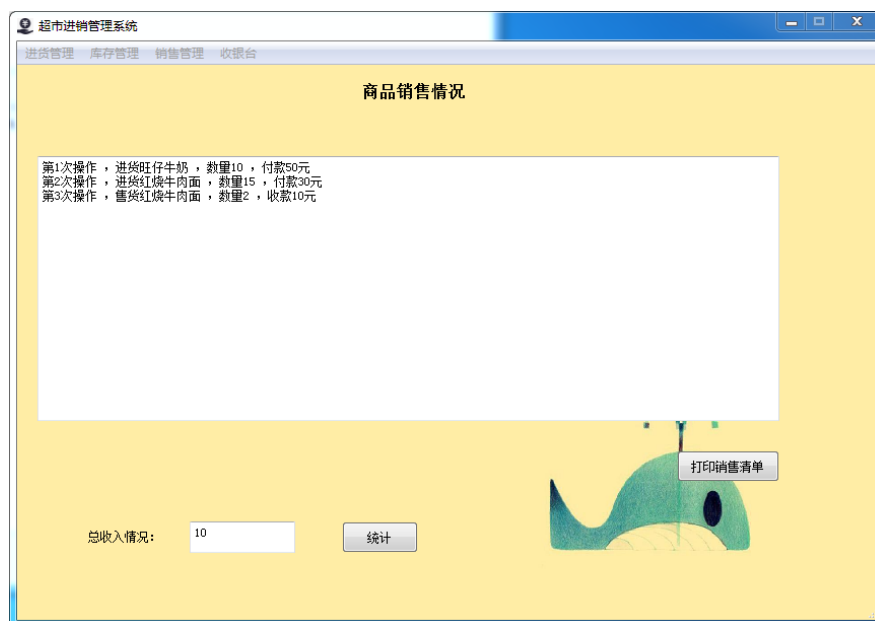 超市进销管理系统
进货管理 库存管理 销售管理 收银台
商品销售情况
第1次操作 ，进货旺仔牛奶 ，数量10 ，付款50元
第2次操作 ，进货红烧牛肉面 ，数量15 ，付款30元
第3次操作 ，售货红烧牛肉面 ，数量2 ，收款10元
打印销售清单
总收入情况： 10 统计